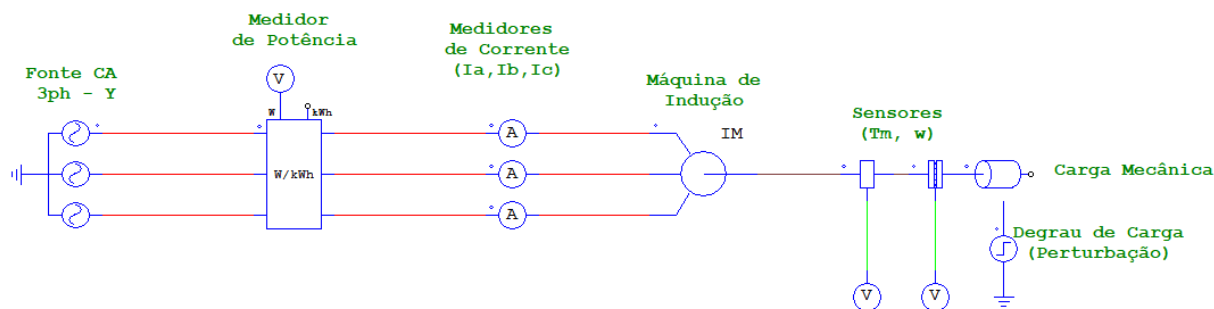 Medidor
de Potência
Medidores
de Corrente
(Ia,Ib,Ic)
Fonte CA
3ph - Y
Máquina de
Indução
V
W
kWh
Sensores
(Tm, w)
IM
A
W/kWh
A
A
Carga Mecânica
Degrau de Carga
(Perturbação)
V
V